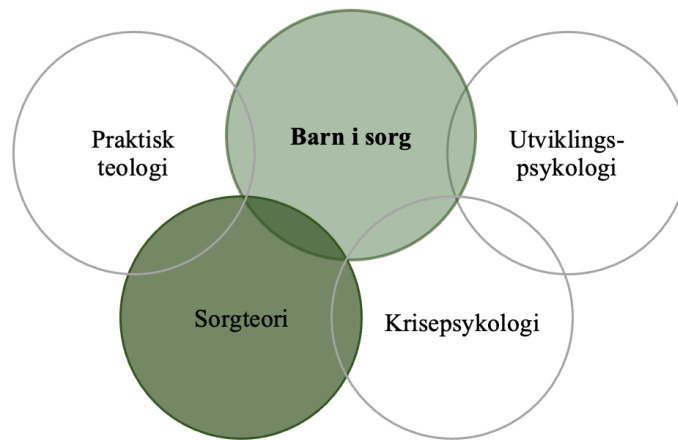 Praktisk
teologi
Barn i sorg
Utviklings-
psykologi
Sorgteori
Krisepsykologi